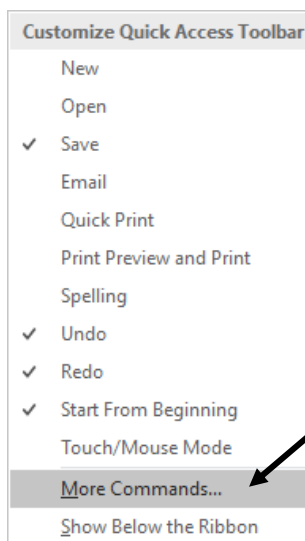 Customize Quick Access Toolbar
New
Open
Save
Email
Quick Print
Print Preview and Print
Spelling
Undo
Redo
Start From Beginning
Touch/Mouse Mode
More Commands...
Show Below the Ribbon